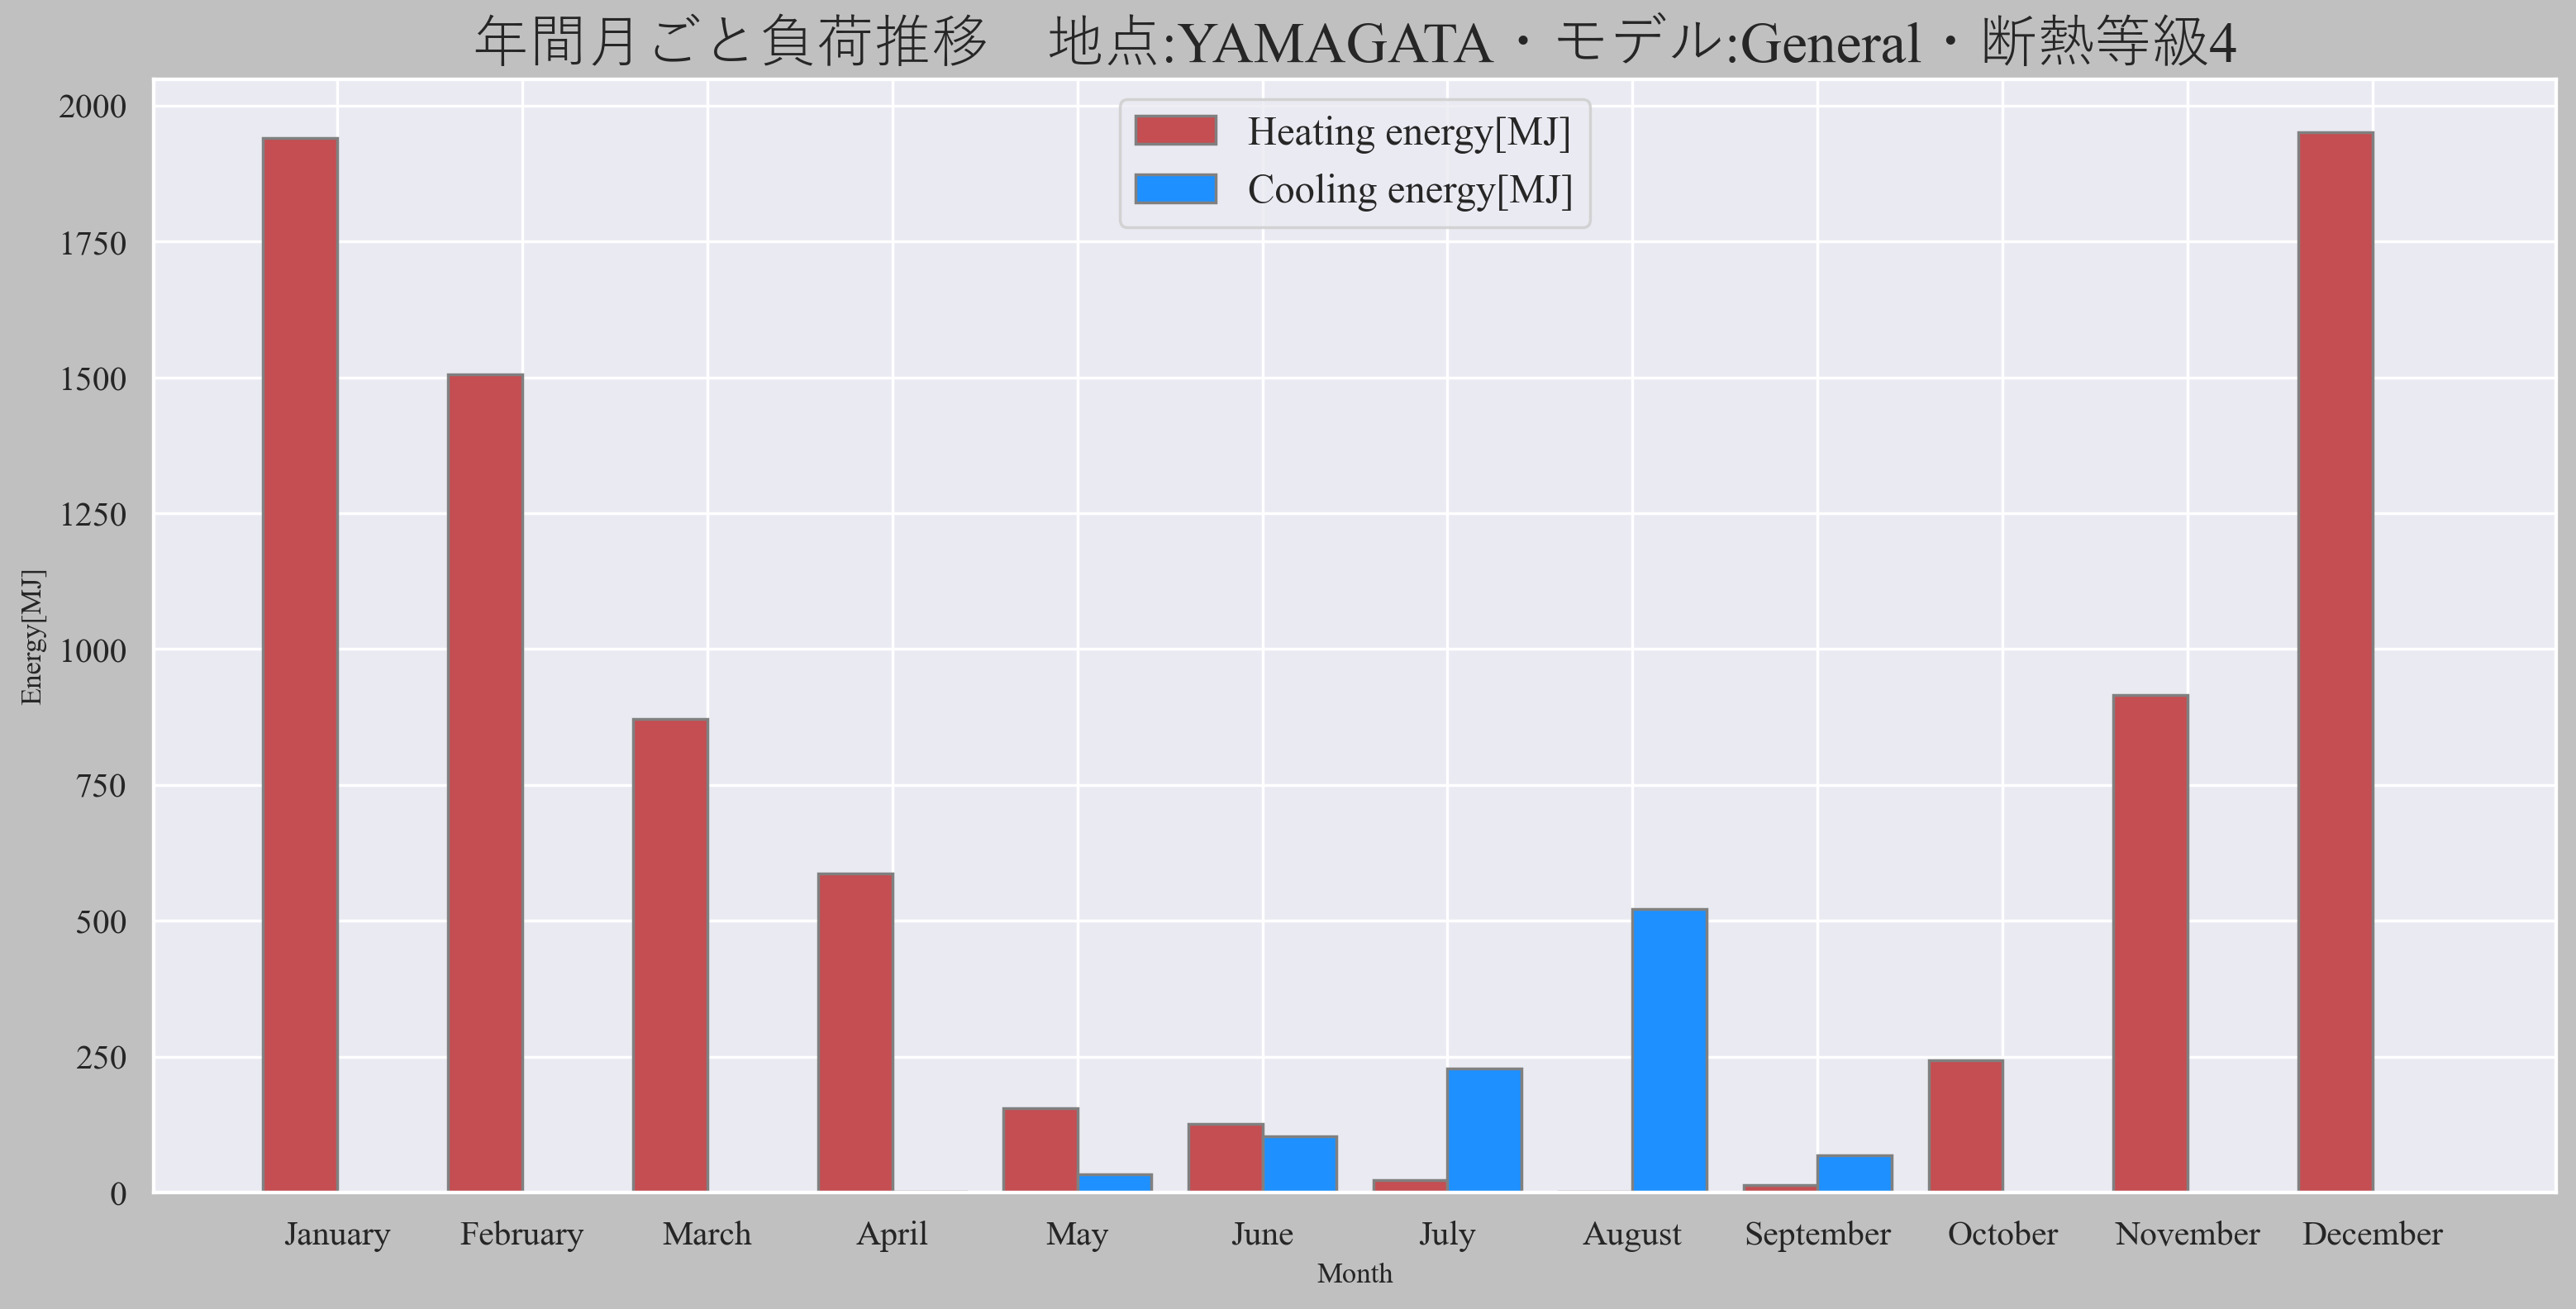 年間月ごと負荷推移　地点:YAMAGATA・モデル:General・断熱等級4
Heating energy[MJ]
Cooling energy[MJ]
Energy[MJ]
2000
1750
1500
1250
1000
750
500
250
0
January February March April May June July August September October November December
Month